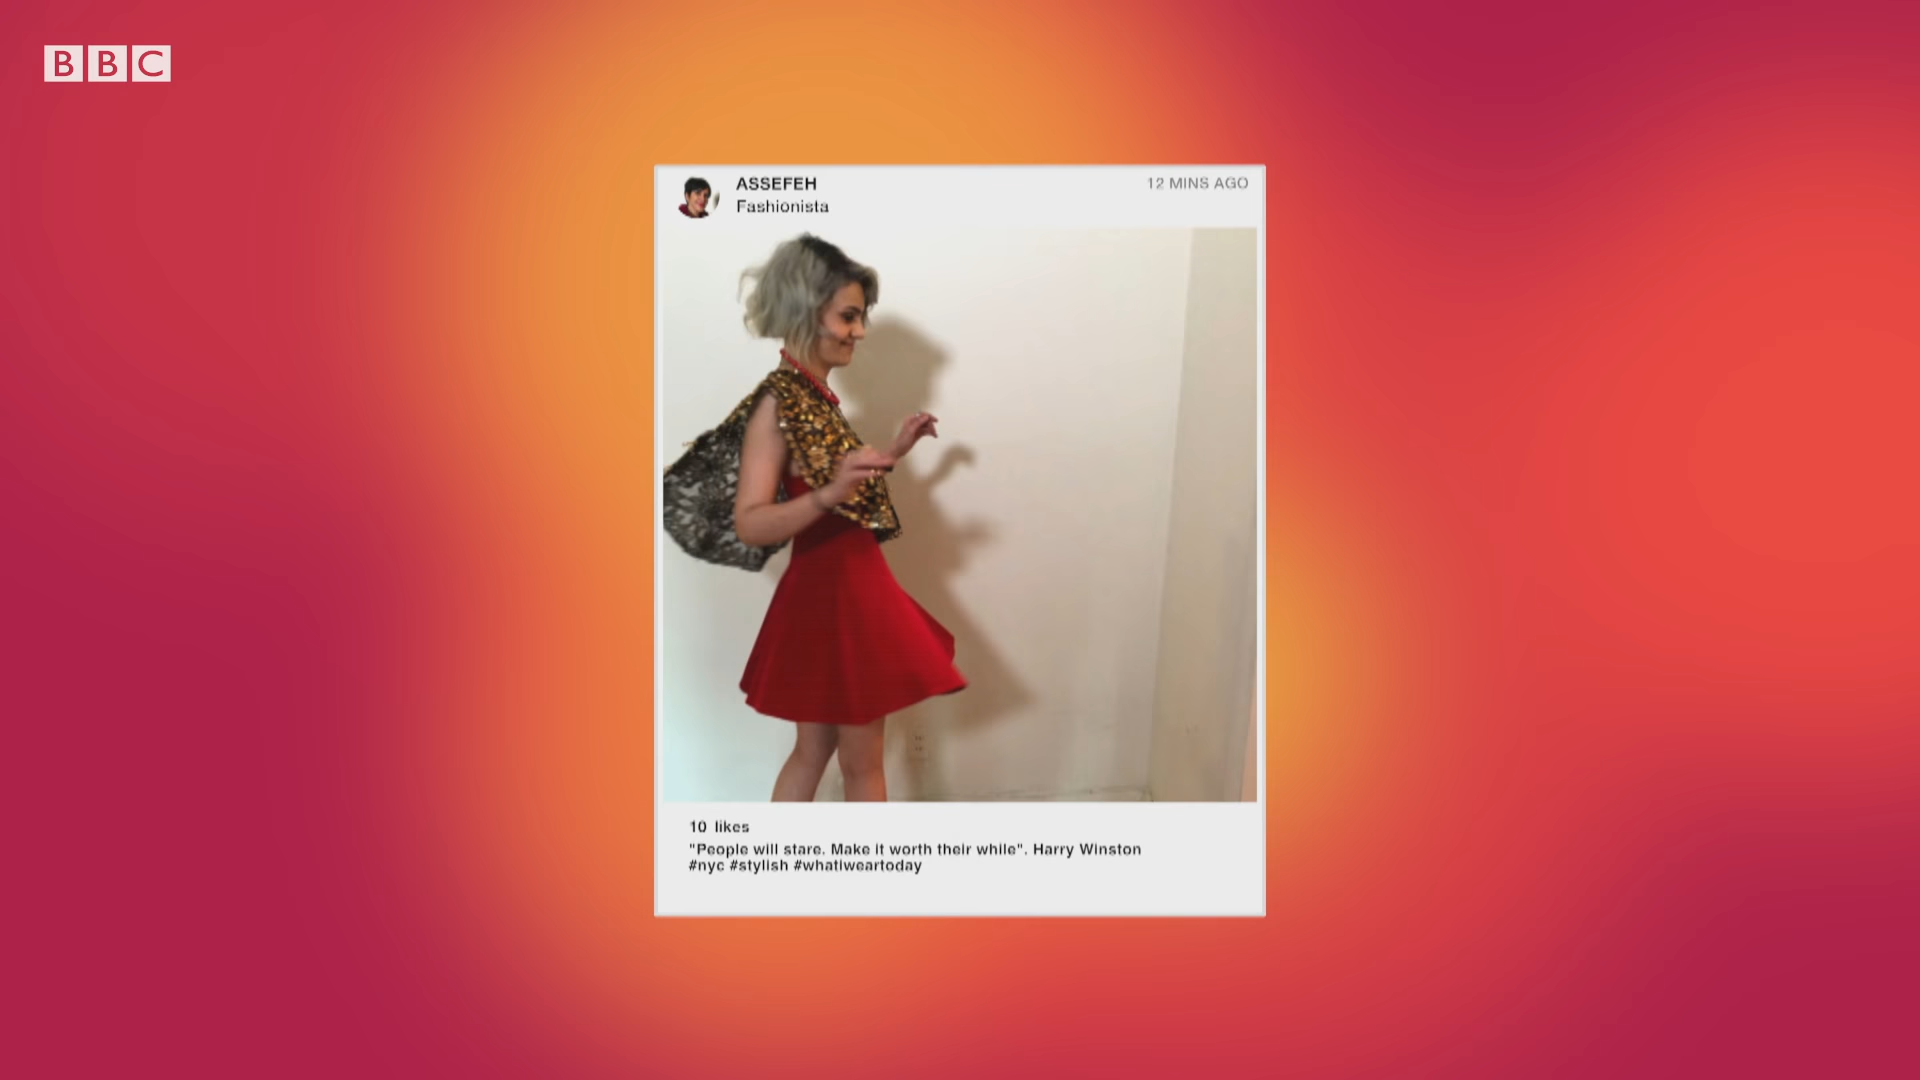 BBC
ASSEFEH
12 MINS AGO
Fashionista
10 likes
"People will stare. Make it worth their while". Harry Winston
#nyc #stylish #whatiweartoday